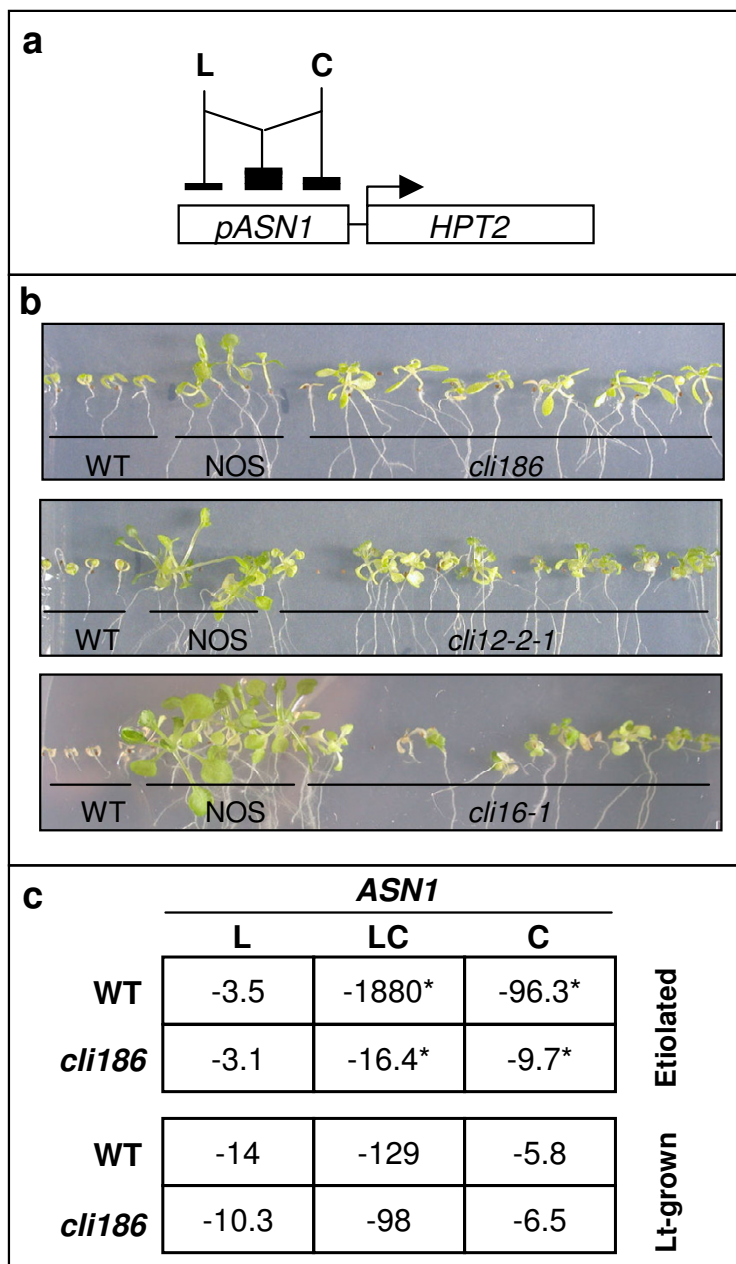 a
L C
pASN1 HPT2
b
WT NOS cli186
WT NOS cli12-2-1
WT NOS cli16-1
c
ASN1
L LC C
WT -3.5 -1880* -96.3*
cli186 -3.1 -16.4* -9.7*
Etiolated
WT -14 -129 -5.8
cli186 -10.3 -98 -6.5
Lt-grown